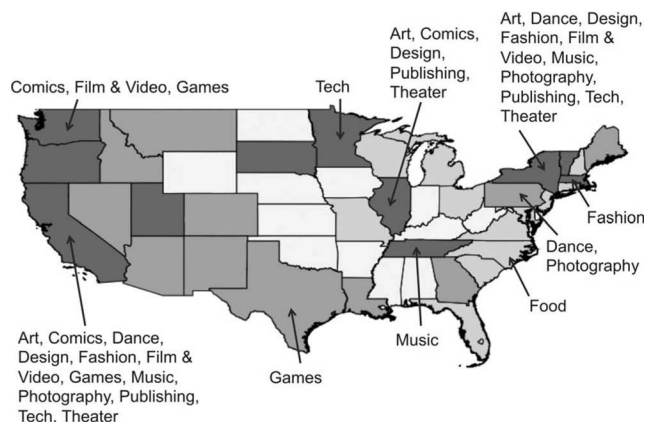 Art, Dance, Design,
Fashion, Film &
Video, Music,
Photography,
Publishing, Tech,
Theater
Art, Comics,
Design,
Publishing,
Theater
Comics, Film & Video, Games
Tech
Fashion
Dance,
Photography
Food
Music
Games
Art, Comics, Dance,
Design, Fashion, Film &
Video, Games, Music,
Photography, Publishing,
Tech, Theater